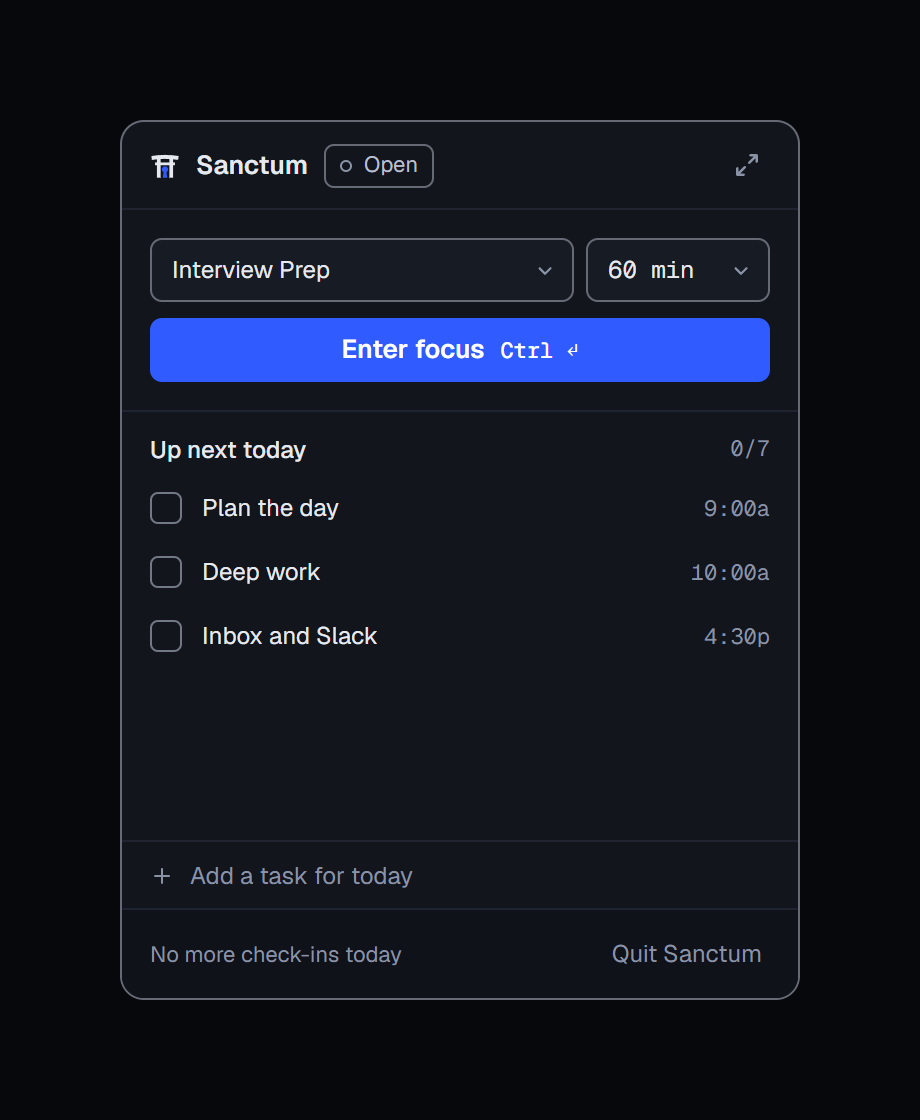 Sanctum Open
Interview Prep 60 min
Enter focus Ctrl ↵
Up next today 0/7
Plan the day 9:00a
Deep work 10:00a
Inbox and Slack 4:30p
+ Add a task for today
No more check-ins today Quit Sanctum